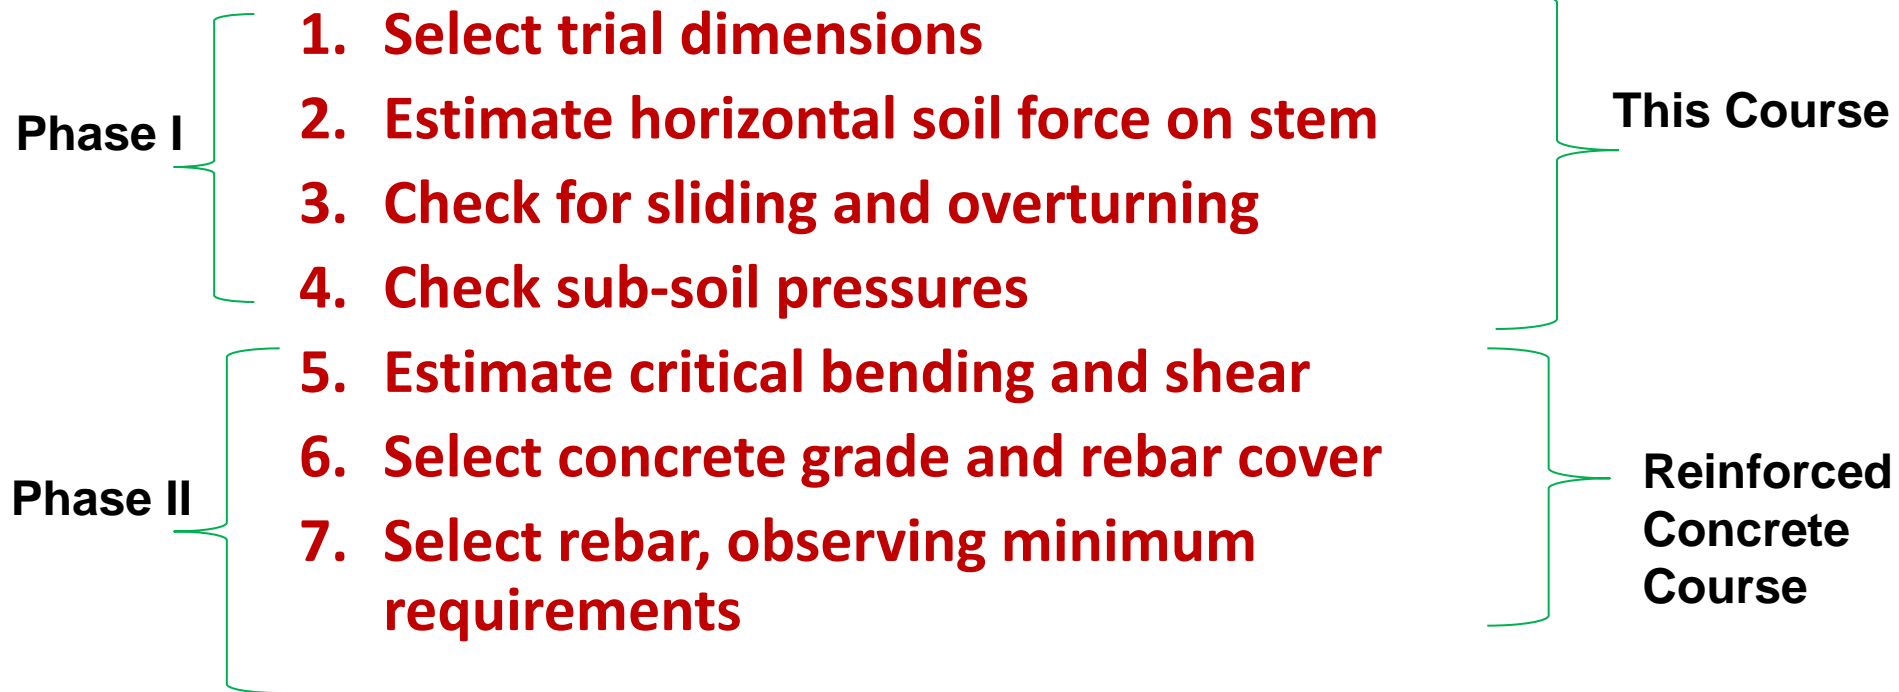 Phase I
1. Select trial dimensions
2. Estimate horizontal soil force on stem
3. Check for sliding and overturning
4. Check sub-soil pressures
This Course
Phase II
5. Estimate critical bending and shear
6. Select concrete grade and rebar cover
7. Select rebar, observing minimum
requirements
Reinforced
Concrete
Course